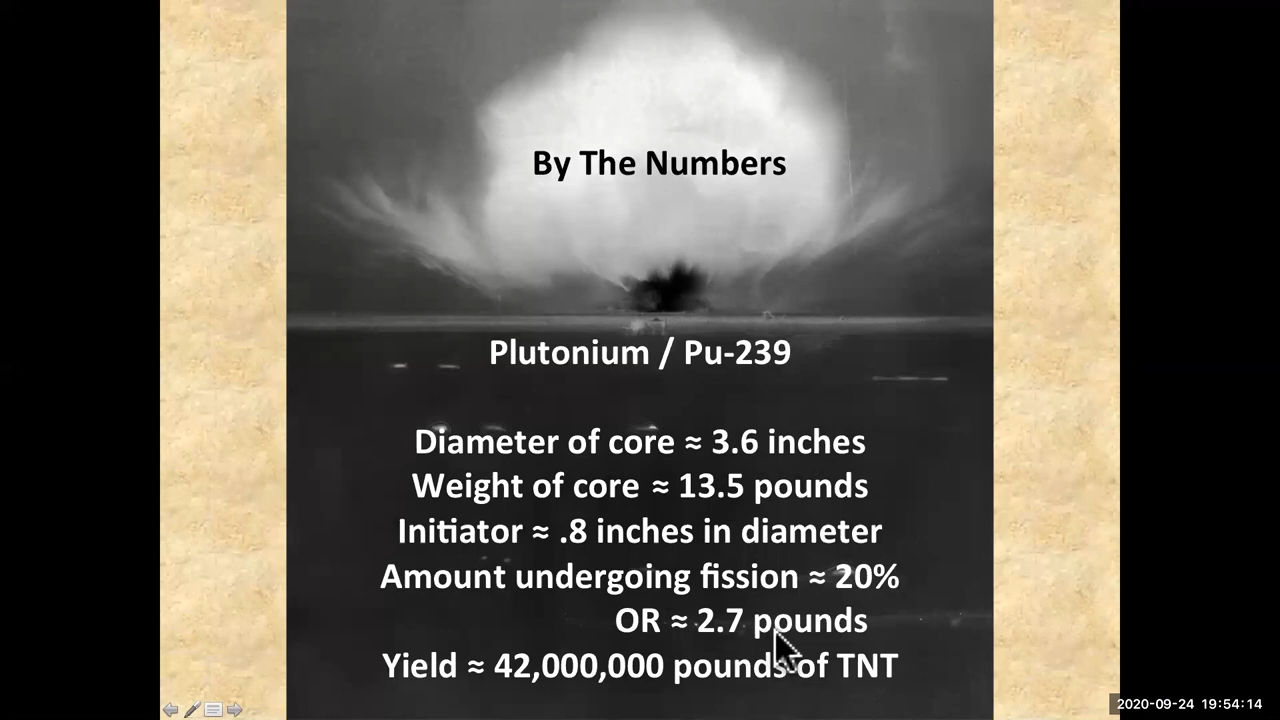 By The Numbers
Plutonium / Pu-239
Diameter of core ≈ 3.6 inches
Weight of core ≈ 13.5 pounds
Initiator ≈ .8 inches in diameter
Amount undergoing fission ≈ 20%
OR ≈ 2.7 pounds
Yield ≈ 42,000,000 pounds of TNT
2020-09-24 19:54:14